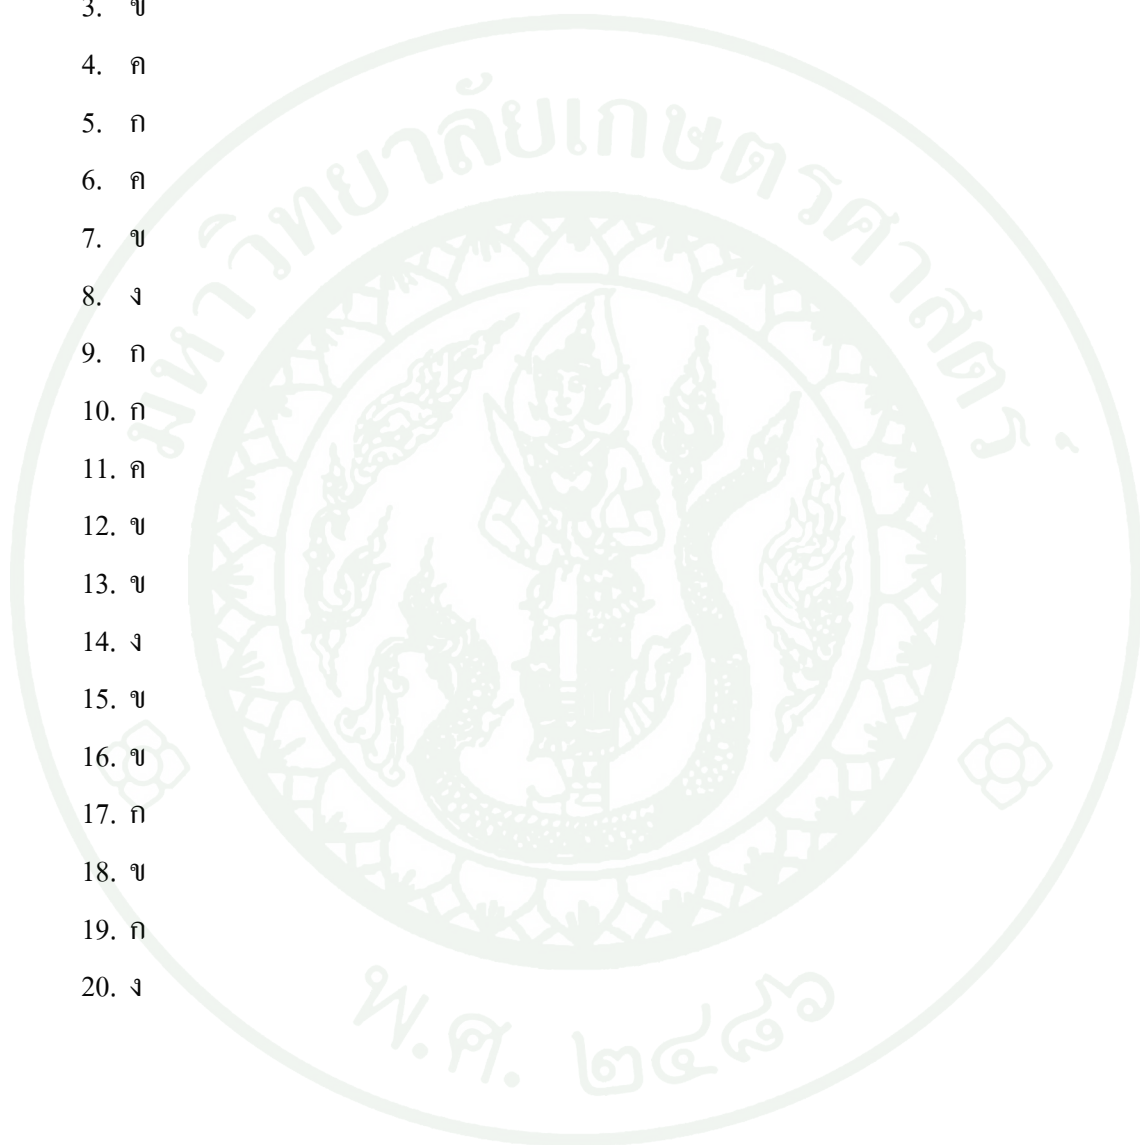 3. ข
4. ค
5. ก
6. ค
7. ข
8. ง
9. ก
10. ก
11. ค
12. ข
13. ข
14. ง
15. ข
16. ข
17. ก
18. ข
19. ก
20. ง
มหาวิทยาลัยเกษตรศาสตร์
พ.ศ. ๒๔๘๖